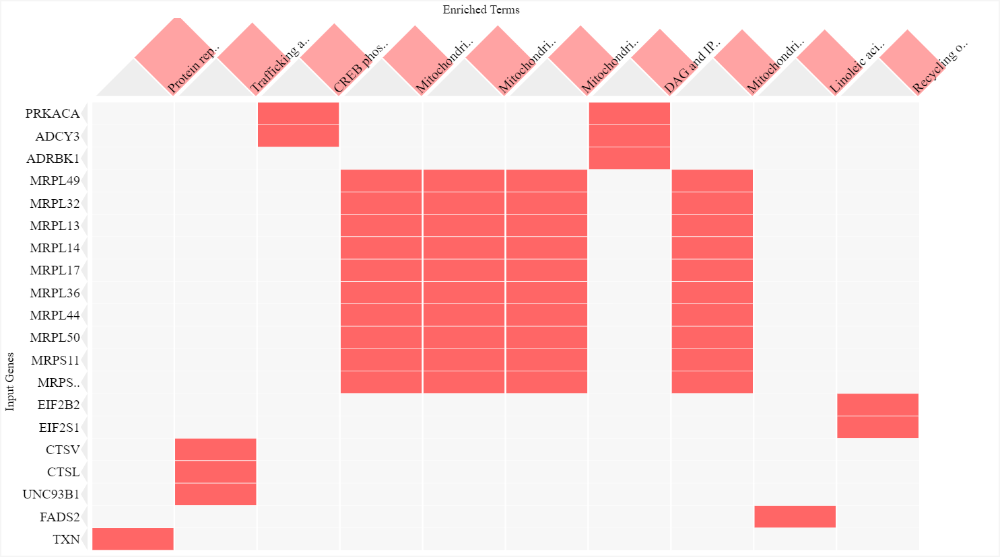 Enriched Terms
Protein rep..
Trafficking a..
CREB phos..
Mitochondri..
Mitochondri..
Mitochondri..
DAG and IP..
Mitochondri..
Linoleic aci..
Recycling o..
Input Genes
PRKACA
ADCY3
ADRBK1
MRPL49
MRPL32
MRPL13
MRPL14
MRPL17
MRPL36
MRPL44
MRPL50
MRPS11
MRPS..
EIF2B2
EIF2S1
CTSV
CTSL
UNC93B1
FADS2
TXN